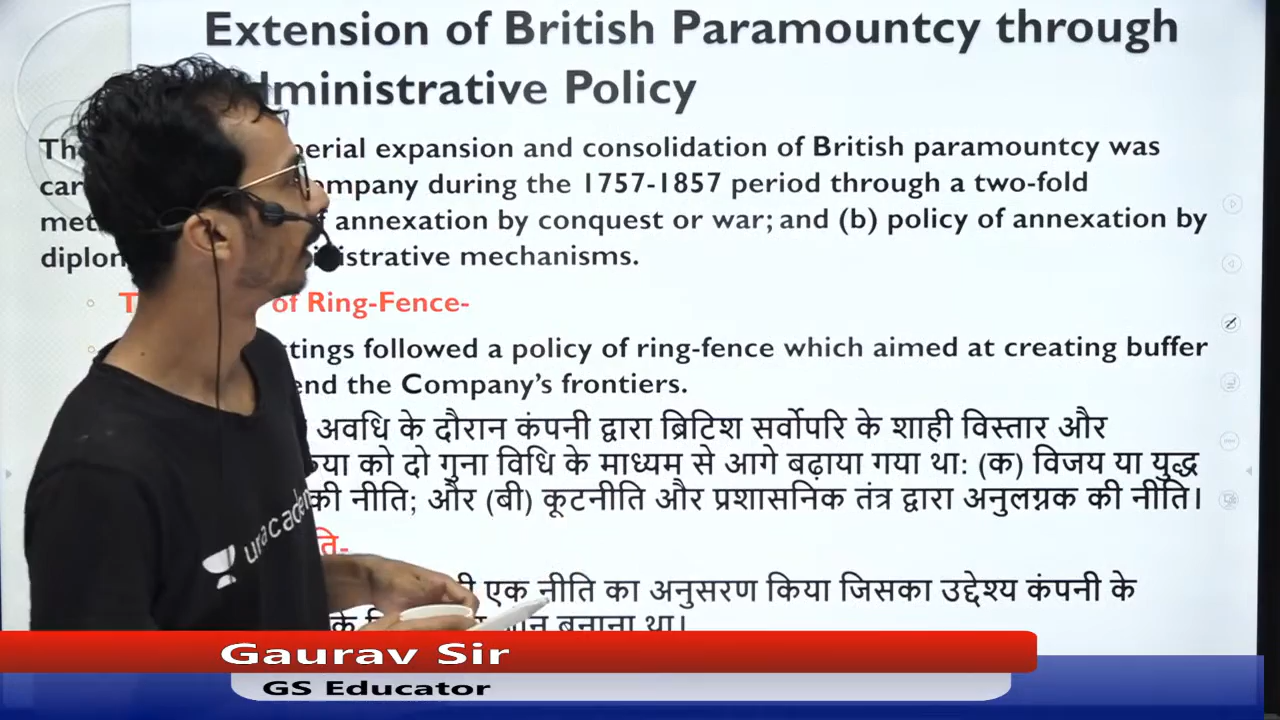 Extension of British Paramountcy through
dministrative Policy
The perial expansion and consolidation of British paramountcy was
car ompany during the 1757-1857 period through a two-fold
met f annexation by conquest or war; and (b) policy of annexation by
diplon istrative mechanisms.
T of Ring-Fence-
stings followed a policy of ring-fence which aimed at creating buffer
end the Company's frontiers.
अवधि के दौरान कंपनी द्वारा ब्रिटिश सर्वोपरि के शाही विस्तार और
या को दो गुना विधि के माध्यम से आगे बढ़ाया गया था: (क) विजय या युद्ध
की नीति; और (बी) कूटनीति और प्रशासनिक तंत्र द्वारा अनुलग्नक की नीति।
ति-
एक नीति का अनुसरण किया जिसका उद्देश्य कंपनी के
बनाना था।
unacadem
Gaurav Sir
GS Educator